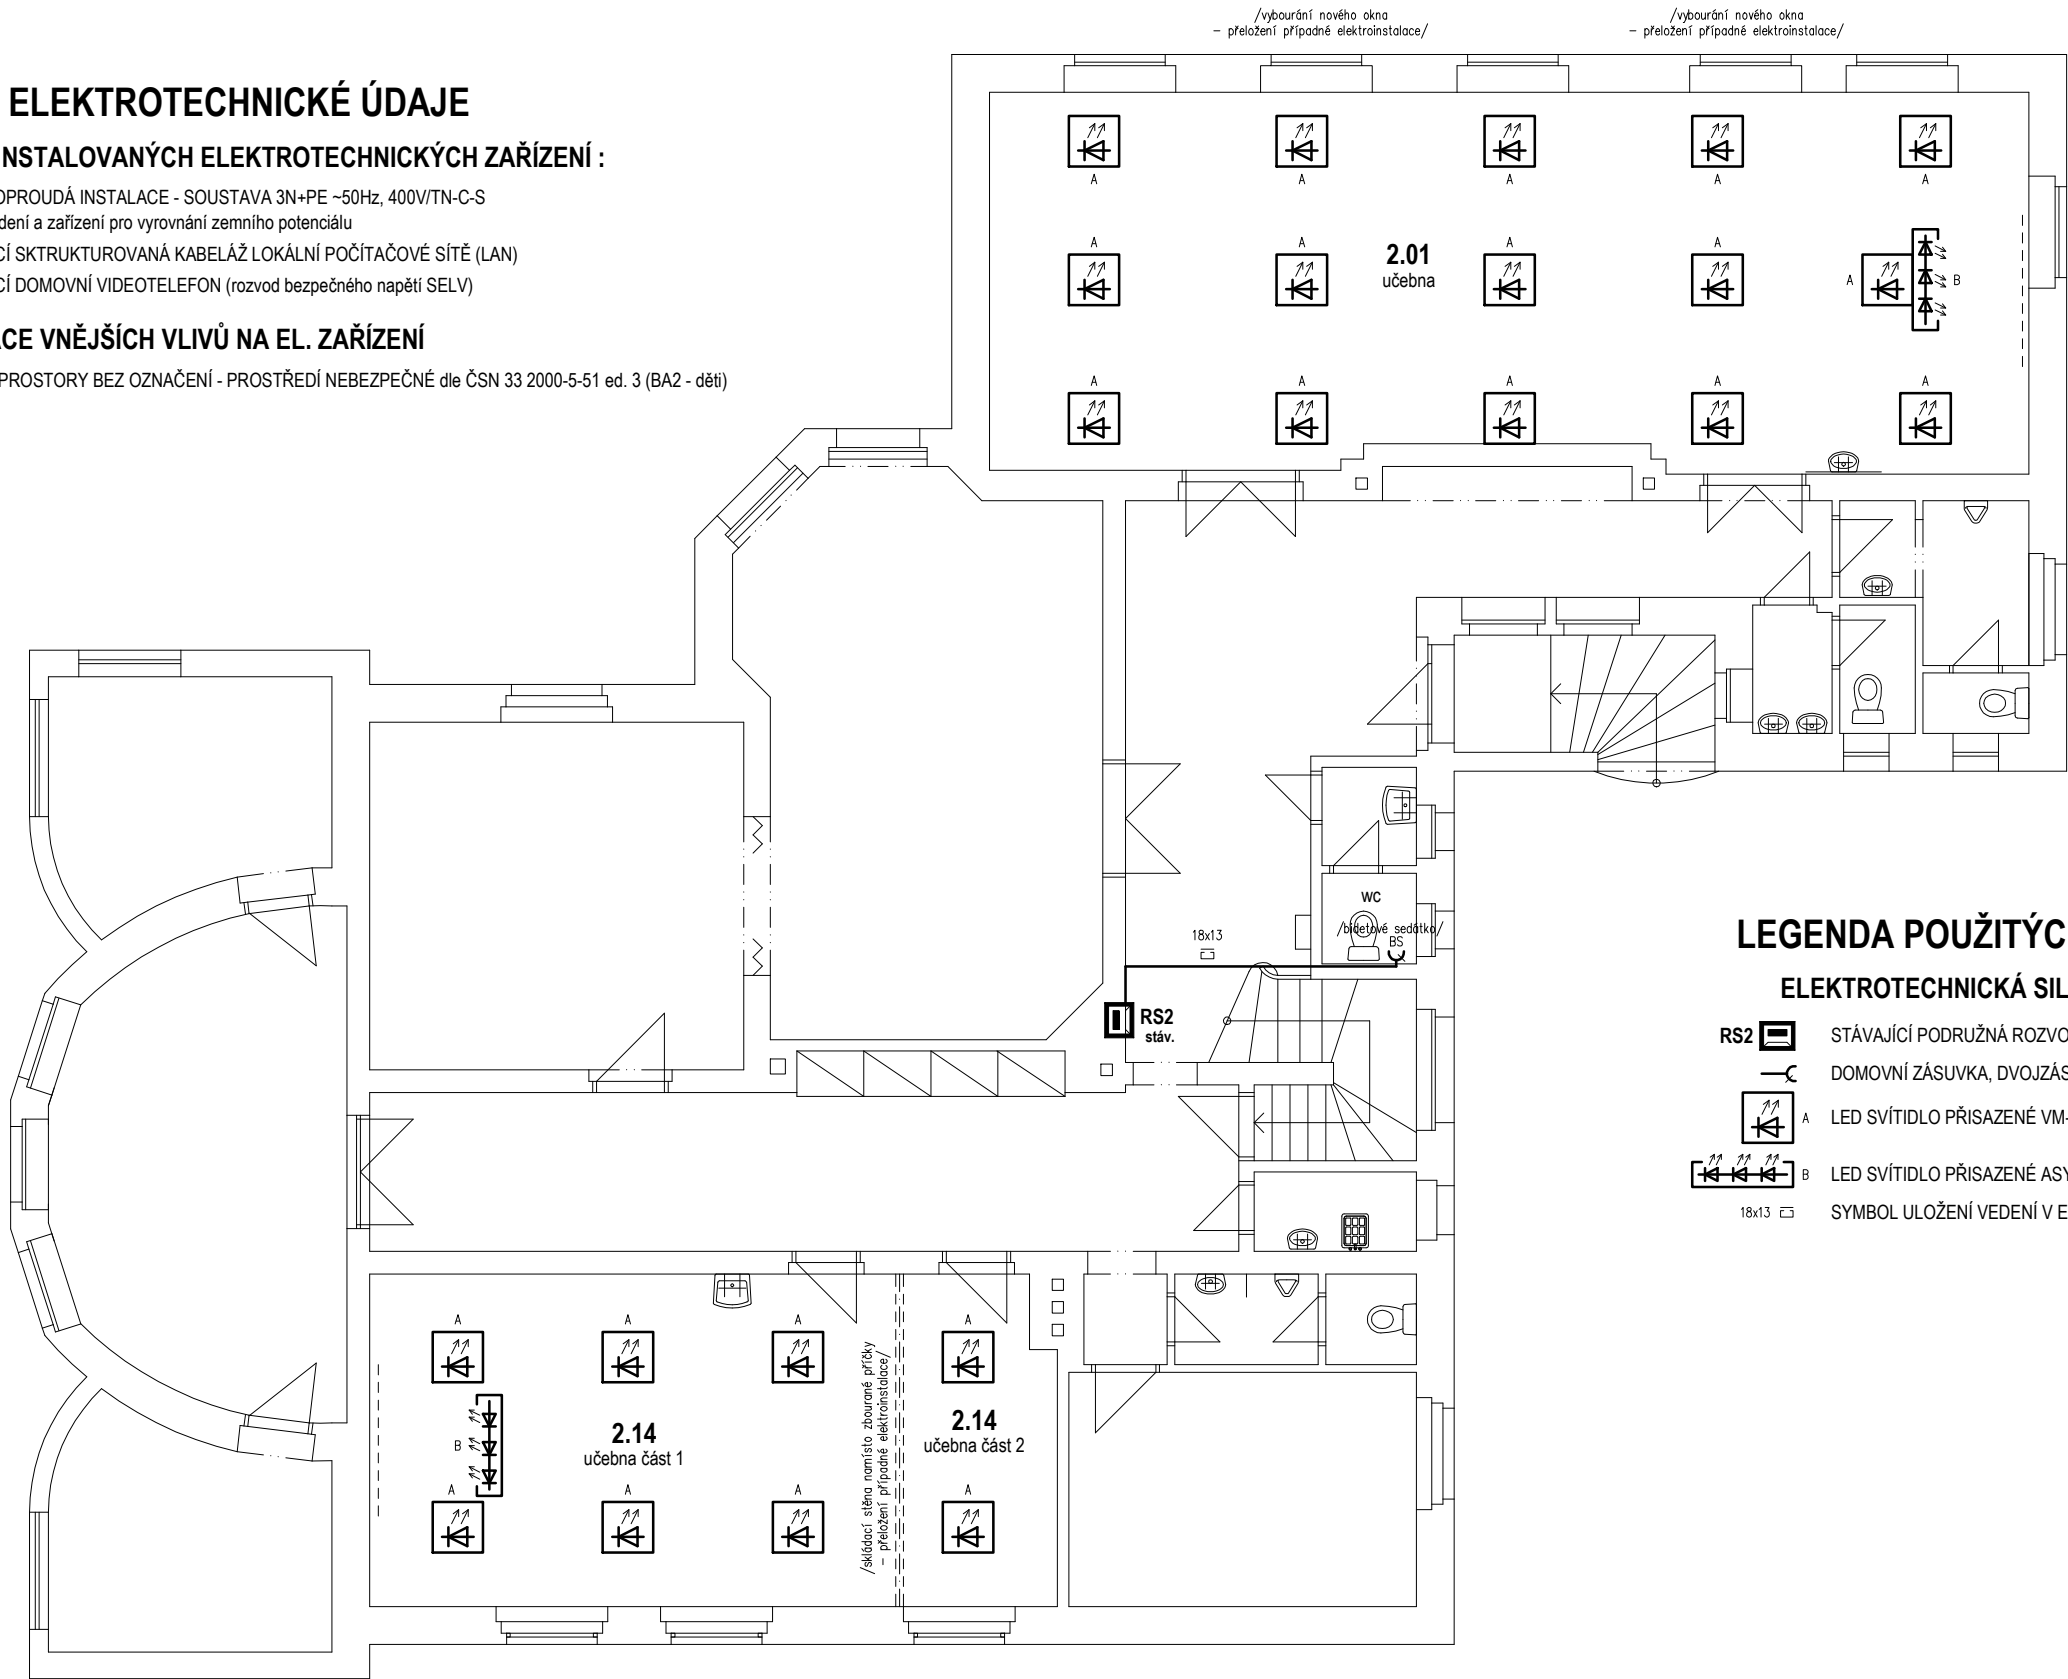 /vybourání nového okna
– přeložení případné elektroinstalace/
/vybourání nového okna
– přeložení případné elektroinstalace/
ELEKTROTECHNICKÉ ÚDAJE
NSTALOVANÝCH ELEKTROTECHNICKÝCH ZAŘÍZENÍ :
OPROUDÁ INSTALACE - SOUSTAVA 3N+PE ~50Hz, 400V/TN-C-S
dení a zařízení pro vyrovnání zemního potenciálu
CÍ SKTRUKTUROVANÁ KABELÁŽ LOKÁLNÍ POČÍTAČOVÉ SÍTĚ (LAN)
CÍ DOMOVNÍ VIDEOTELEFON (rozvod bezpečného napětí SELV)
ACE VNĚJŠÍCH VLIVŮ NA EL. ZAŘÍZENÍ
PROSTORY BEZ OZNAČENÍ - PROSTŘEDÍ NEBEZPEČNÉ dle ČSN 33 2000-5-51 ed. 3 (BA2 - děti)
A A A A A
A A A A
2.01
učebna
A B
A A A A A
WC
/bidetové sedátko/
BS
18x13
RS2
stáv.
LEGENDA POUŽITÝC
ELEKTROTECHNICKÁ SIL
RS2 STÁVAJÍCÍ PODRUŽNÁ ROZVO
DOMOVNÍ ZÁSUVKA, DVOJZÁS
A LED SVÍTIDLO PŘISAZENÉ VM-
B LED SVÍTIDLO PŘISAZENÉ ASY
18x13 SYMBOL ULOŽENÍ VEDENÍ V E
A A A A
B
2.14
učebna část 1
/skládací stěna namísto zbourané příčky
– přeložení případné elektroinstalace/
2.14
učebna část 2
A A A A